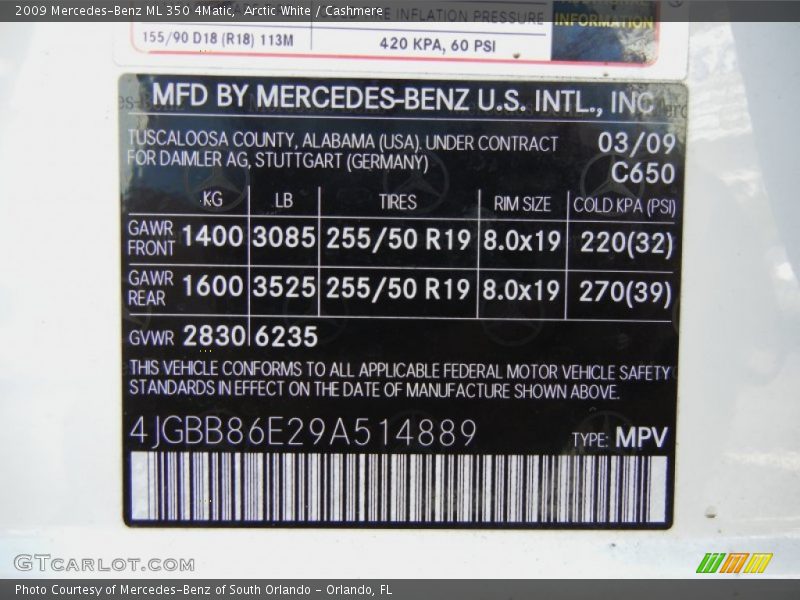 2009 Mercedes-Benz ML 350 4Matic, Arctic White / Cashmere
TIRE INFLATION PRESSURE
INFORMATION
155/90 D18 (R18) 113M 420 KPA, 60 PSI
MFD BY MERCEDES-BENZ U.S. INTL., INC
TUSCALOOSA COUNTY, ALABAMA (USA). UNDER CONTRACT 03/09
FOR DAIMLER AG, STUTTGART (GERMANY) C650
KG LB TIRES RIM SIZE COLD KPA (PSI)
GAWR FRONT 1400 3085 255/50 R19 8.0x19 220(32)
GAWR REAR 1600 3525 255/50 R19 8.0x19 270(39)
GVWR 2830 6235
THIS VEHICLE CONFORMS TO ALL APPLICABLE FEDERAL MOTOR VEHICLE SAFETY
STANDARDS IN EFFECT ON THE DATE OF MANUFACTURE SHOWN ABOVE.
4JGBB86E29A514889 TYPE: MPV
GTCARLOT.COM
Photo Courtesy of Mercedes-Benz of South Orlando - Orlando, FL